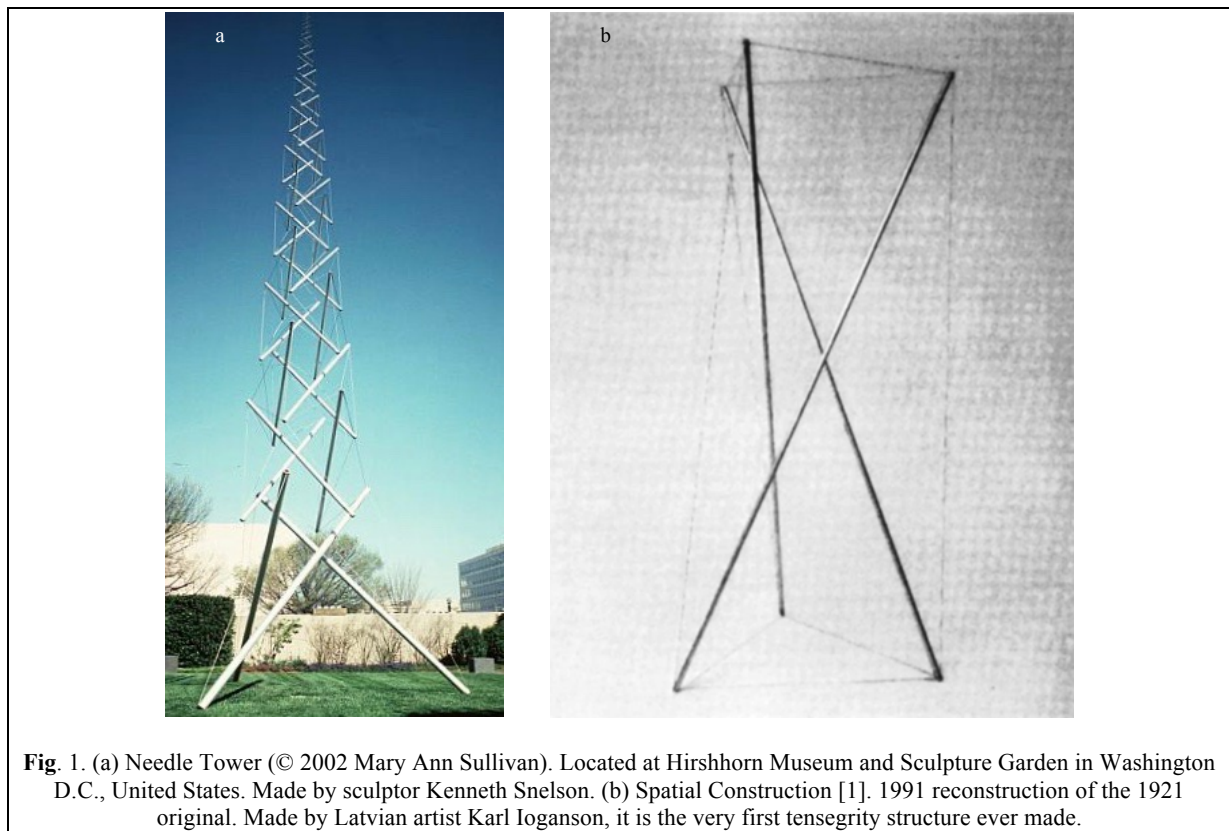 a
b
Fig. 1. (a) Needle Tower (© 2002 Mary Ann Sullivan). Located at Hirshhorn Museum and Sculpture Garden in Washington
D.C., United States. Made by sculptor Kenneth Snelson. (b) Spatial Construction [1]. 1991 reconstruction of the 1921
original. Made by Latvian artist Karl Ioganson, it is the very first tensegrity structure ever made.